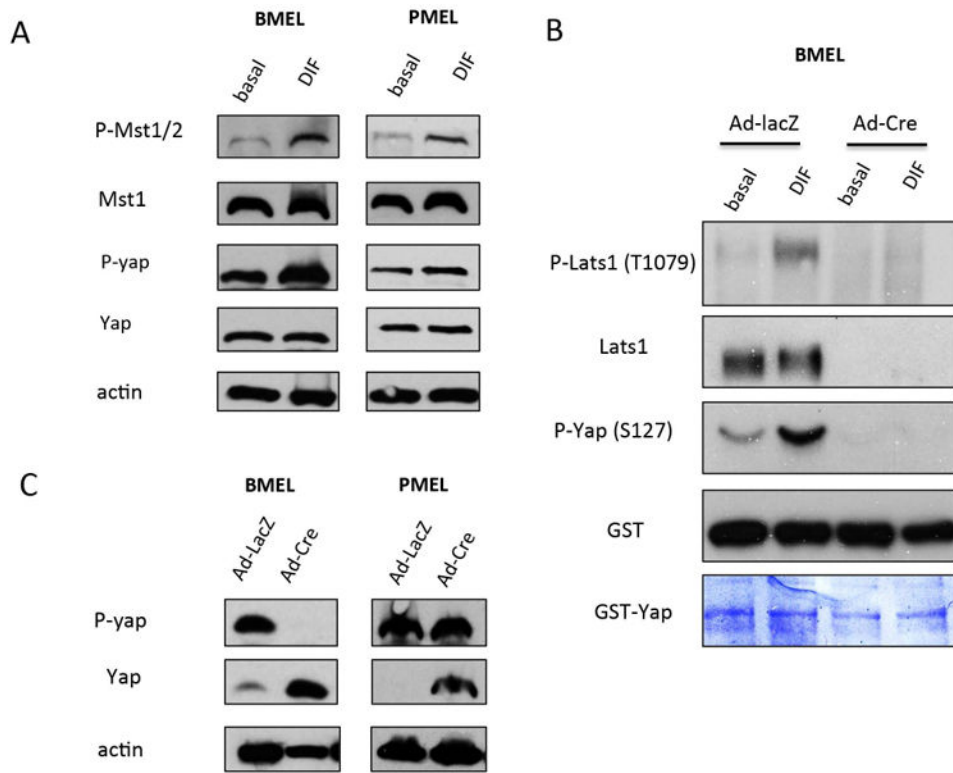 A
BMEL
PMEL
basal
DIF
basal
DIF
P-Mst1/2
Mst1
P-yap
Yap
actin
B
BMEL
Ad-lacZ
Ad-Cre
basal
DIF
basal
DIF
P-Lats1 (T1079)
Lats1
P-Yap (S127)
GST
GST-Yap
C
BMEL
PMEL
Ad-LacZ
Ad-Cre
Ad-LacZ
Ad-Cre
P-yap
Yap
actin